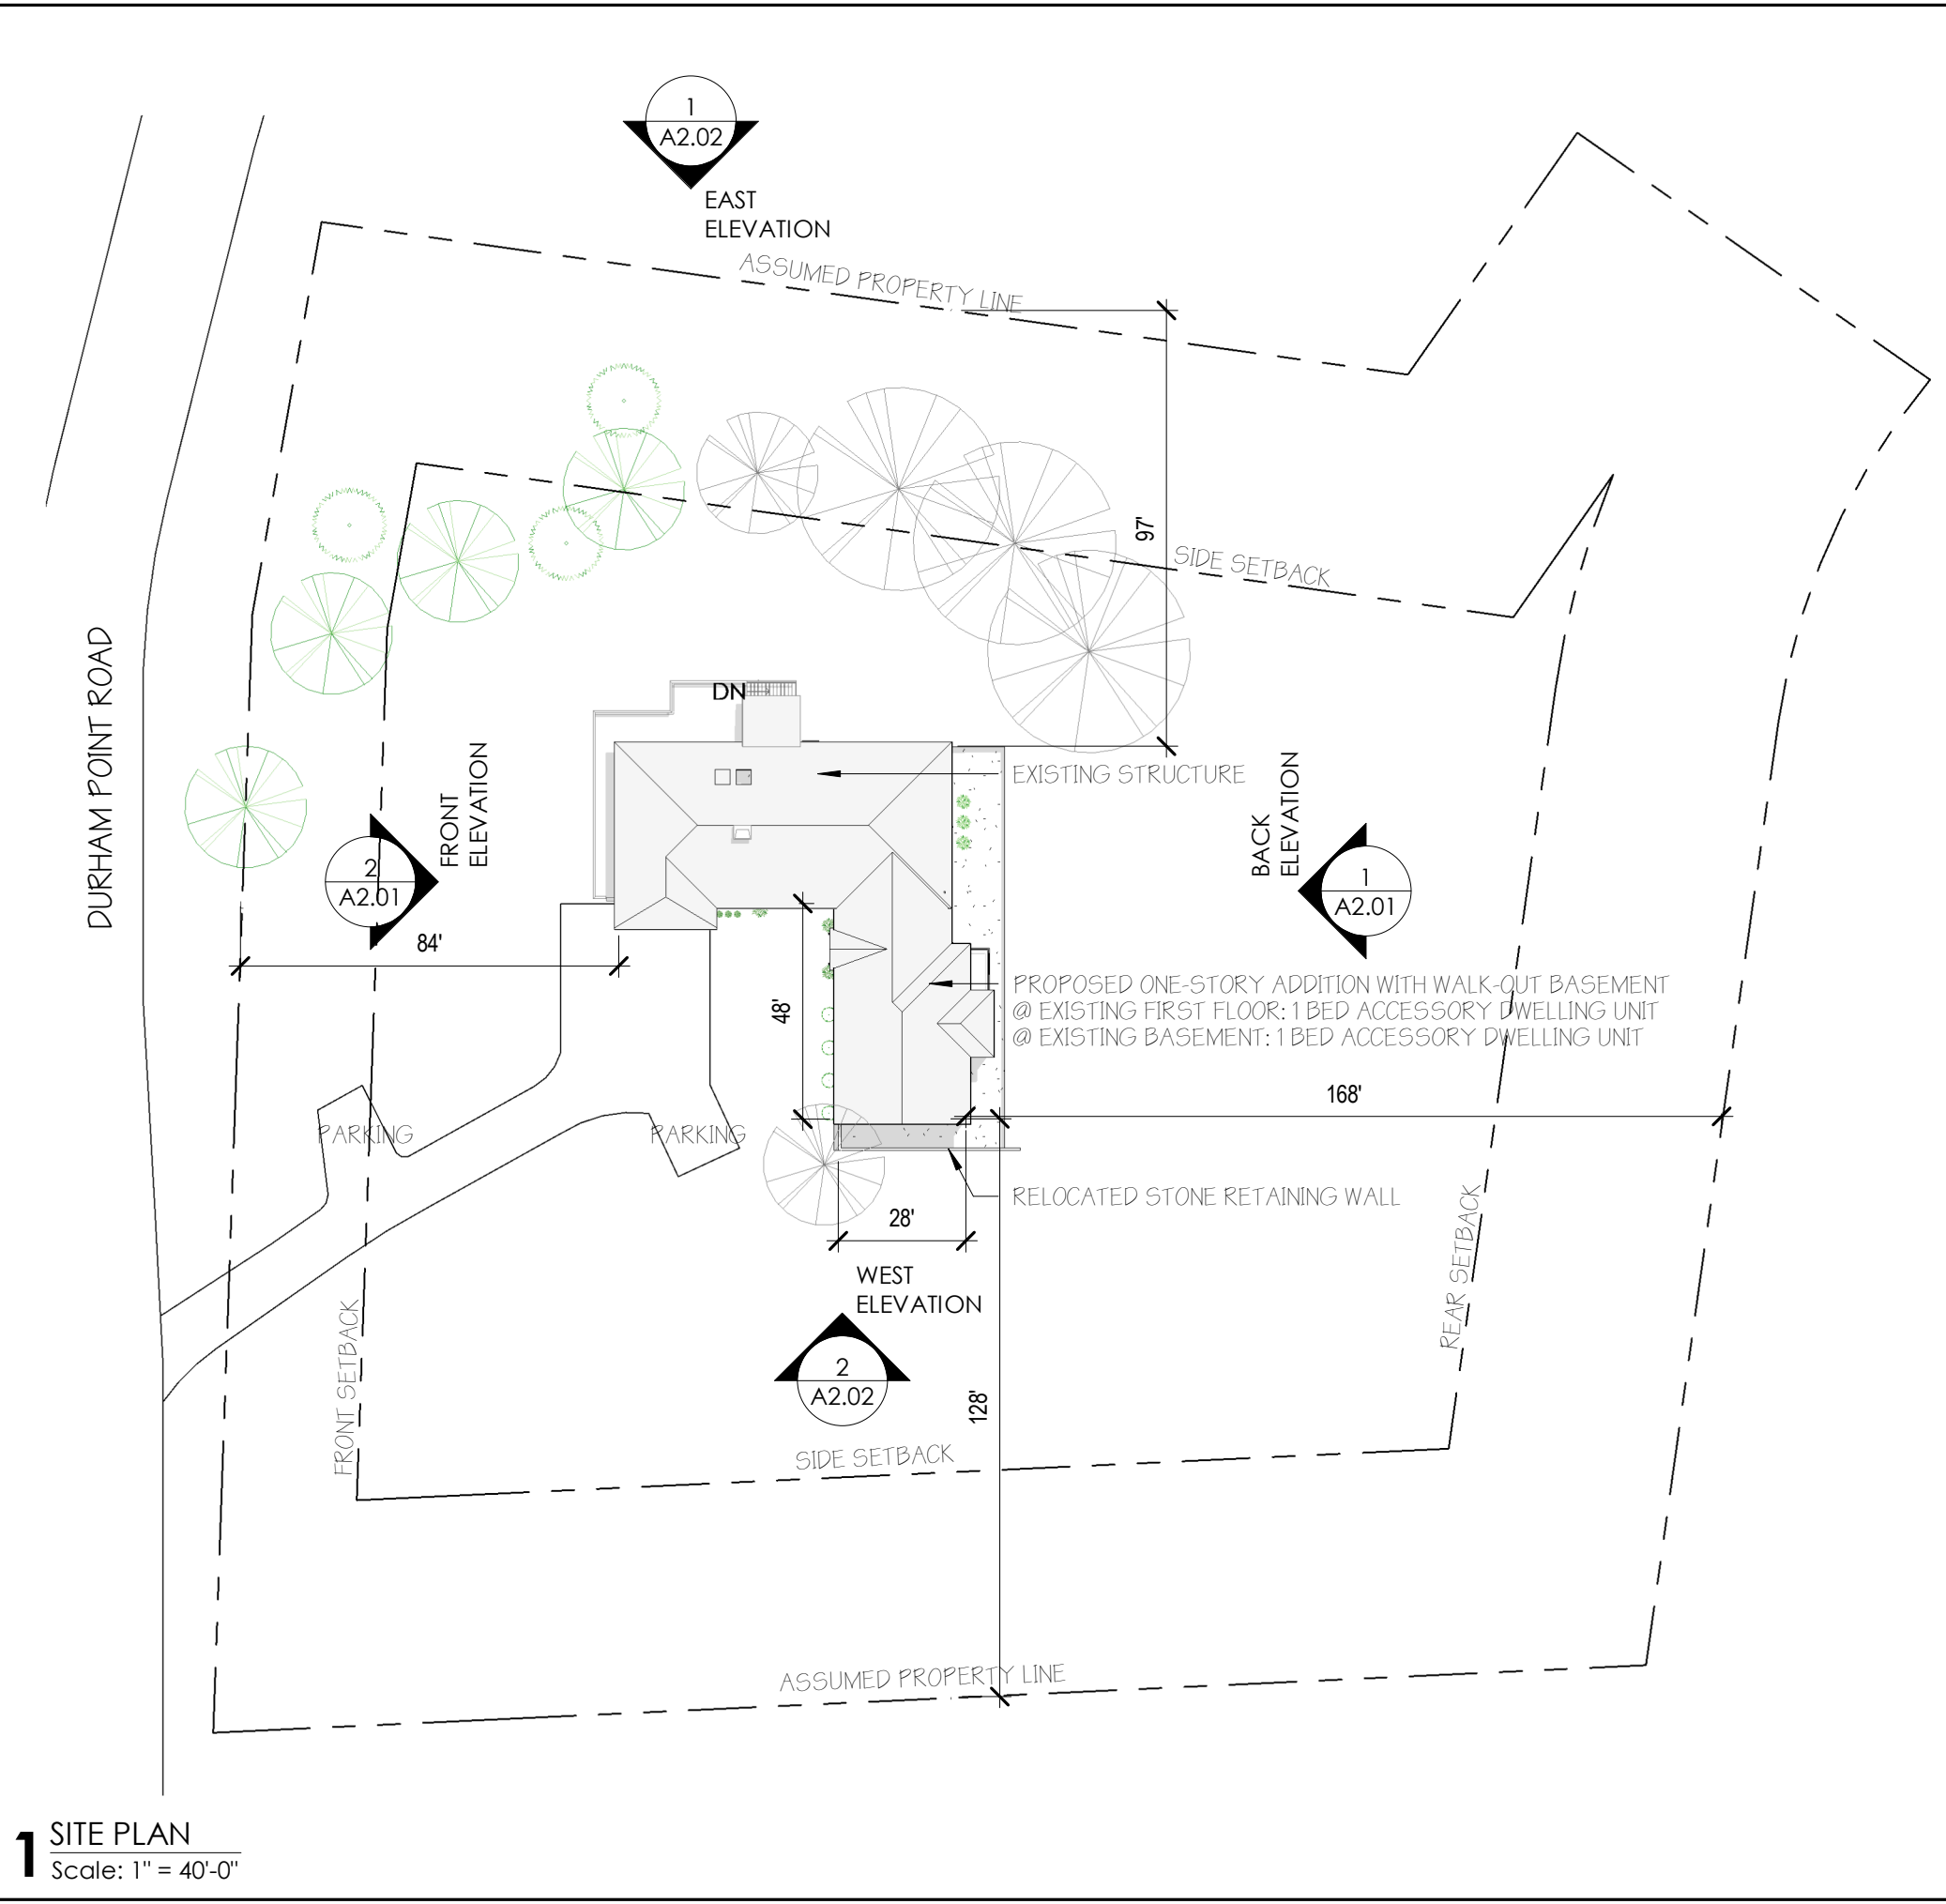 1
A2.02
EAST
ELEVATION
ASSUMED PROPERTY LINE
97'
SIDE SETBACK
DURHAM POINT ROAD
DN
EXISTING STRUCTURE
FRONT
ELEVATION
2
A2.01
84'
BACK
ELEVATION
1
A2.01
PROPOSED ONE-STORY ADDITION WITH WALK-OUT BASEMENT
@ EXISTING FIRST FLOOR: 1 BED ACCESSORY DWELLING UNIT
@ EXISTING BASEMENT: 1 BED ACCESSORY DWELLING UNIT
48'
168'
PARKING
PARKING
RELOCATED STONE RETAINING WALL
28'
WEST
ELEVATION
2
A2.02
128'
FRONT SETBACK
REAR SETBACK
SIDE SETBACK
ASSUMED PROPERTY LINE
1 SITE PLAN
Scale: 1" = 40'-0"